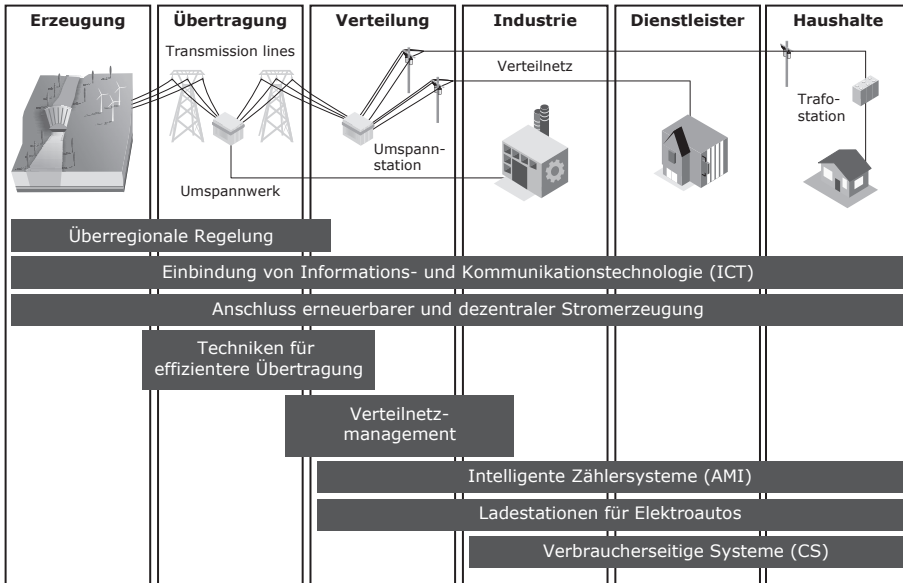 Erzeugung
Übertragung
Verteilung
Industrie
Dienstleister
Haushalte
Transmission lines
Verteilnetz
Trafo-
station
Umspann-
station
Umspannwerk
Überregionale Regelung
Einbindung von Informations- und Kommunikationstechnologie (ICT)
Anschluss erneuerbarer und dezentraler Stromerzeugung
Techniken für
effizientere Übertragung
Verteilnetz-
management
Intelligente Zählersysteme (AMI)
Ladestationen für Elektroautos
Verbraucherseitige Systeme (CS)